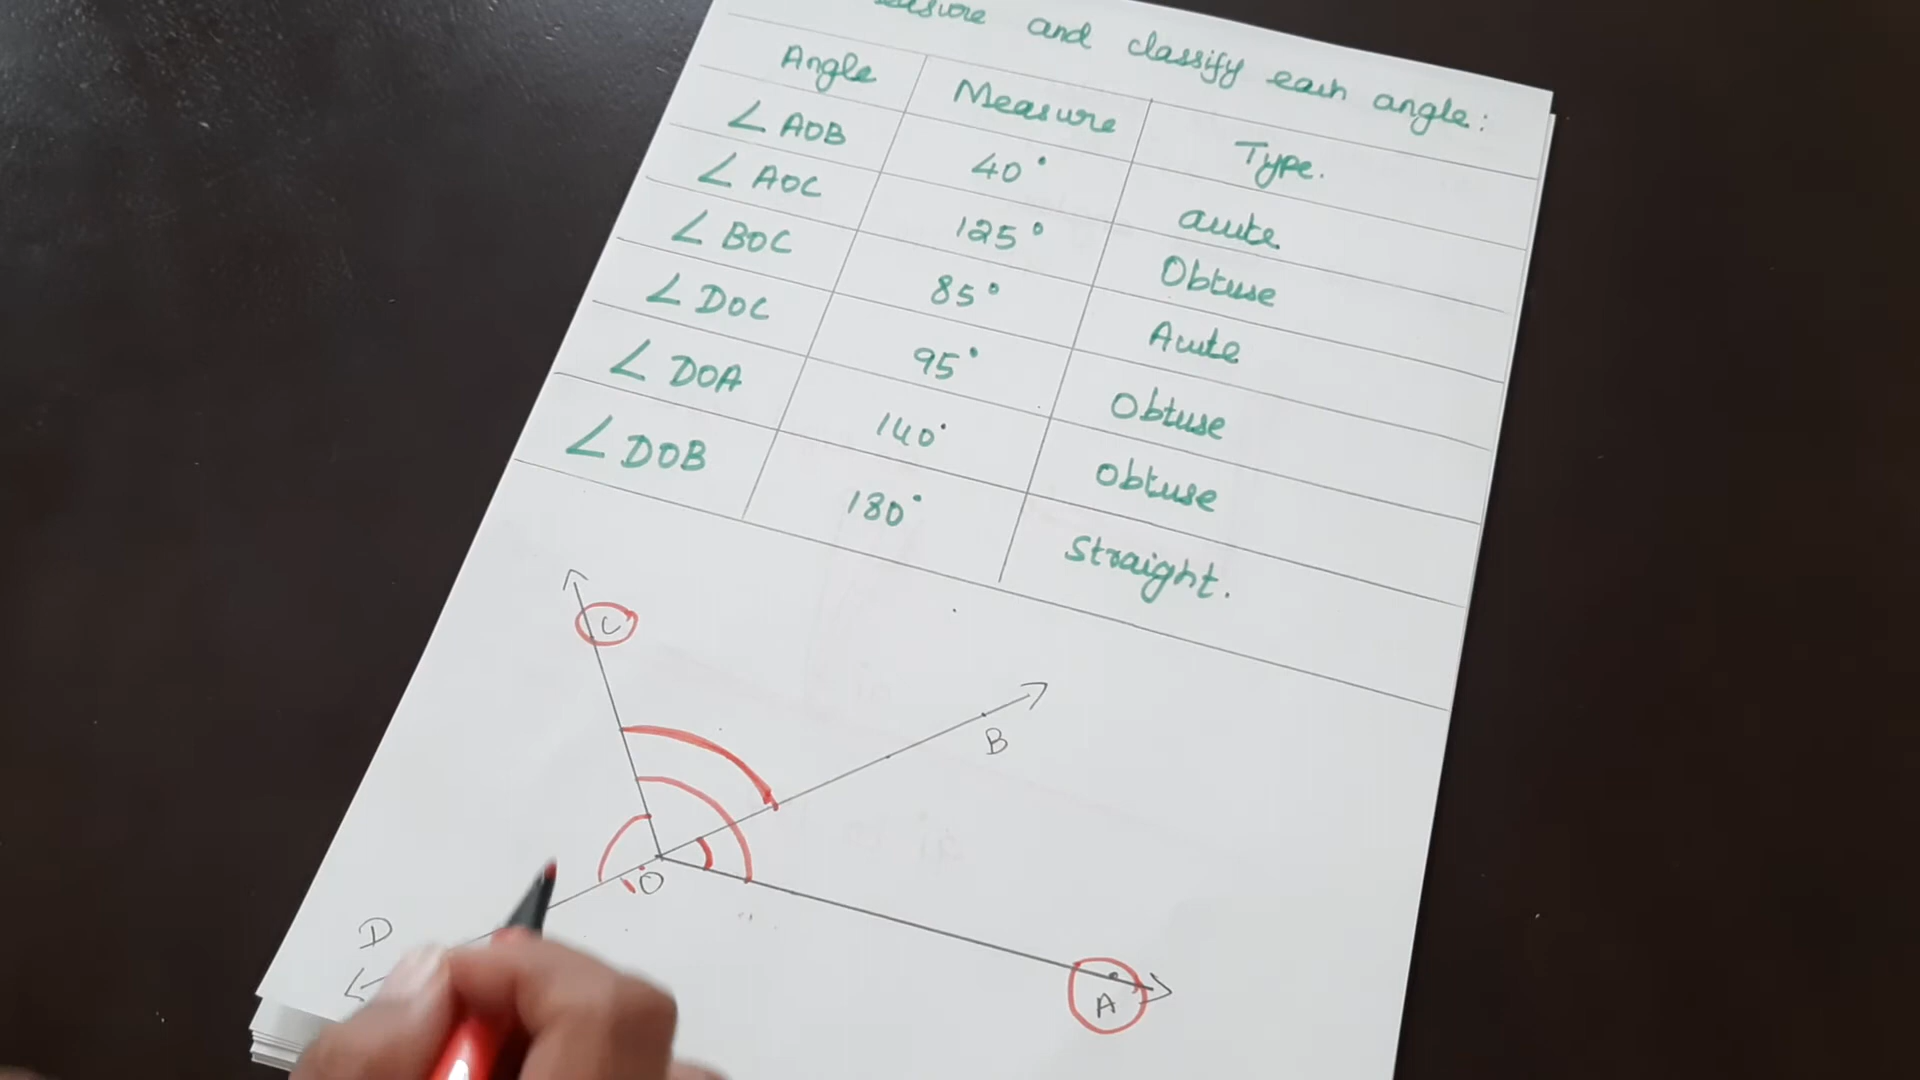 and classify each angle:
Angle Measure Type.
∠ AOB 40° acute
∠ AOC 125° Obtuse
∠ BOC 85° Acute
∠ DOC 95° Obtuse
∠ DOA 140° Obtuse
∠ DOB 180° Straight.
C
B
O
D
A